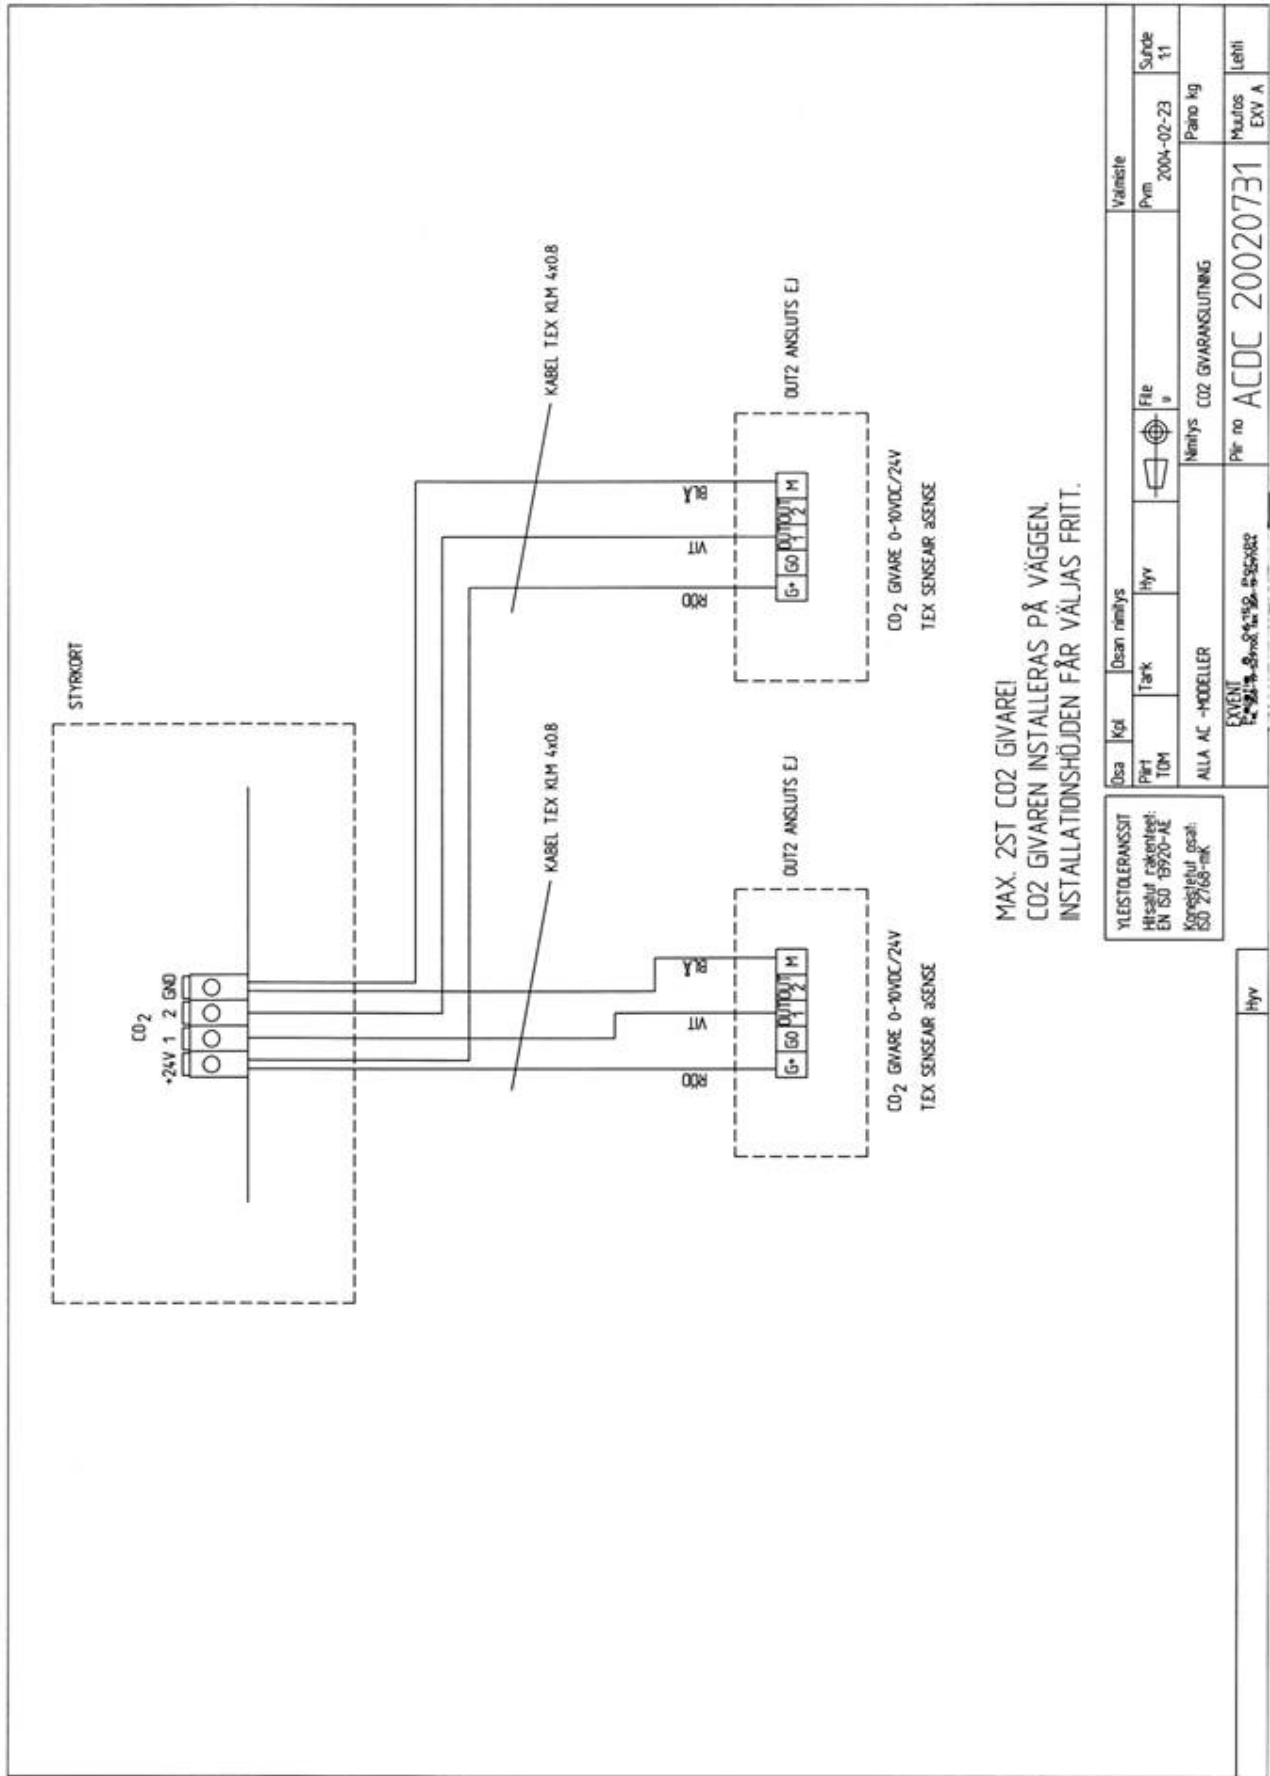 STYRKORT
CO2
+24V 1 2 GND
KABEL T.EX KLM 4x0.8
KABEL T.EX KLM 4x0.8
RÖD
VIT
BLÅ
RÖD
VIT
BLÅ
G+ G0 OUT 1 OUT 2 M
OUT2 ANSLUTS EJ
G+ G0 OUT 1 OUT 2 M
OUT2 ANSLUTS EJ
CO2 GIVARE 0-10VDC/24V
T.EX SENSEAIR aSENSE
CO2 GIVARE 0-10VDC/24V
T.EX SENSEAIR aSENSE
MAX. 2ST CO2 GIVARE!
CO2 GIVAREN INSTALLERAS PÅ VÄGGEN.
INSTALLATIONSHÖJDEN FÅR VÄLJAS FRITT.
YLEISTOLERANSSIT
Hitsatut rakenteet:
EN ISO 13920-AE
Koneistetut osat:
ISO 2768-mK
Osa Kpl Osan nimitys Valmiste
Piirt Tark Hyv File Pvm Suhde
TOM 2004-02-23 1:1
ALLA AC -MODELLER
Nimitys CO2 GIVARANSLUTNING Paino kg
EXVENT
Piir no ACDC 20020731
Muutos Lehti
EXV A
Hyv